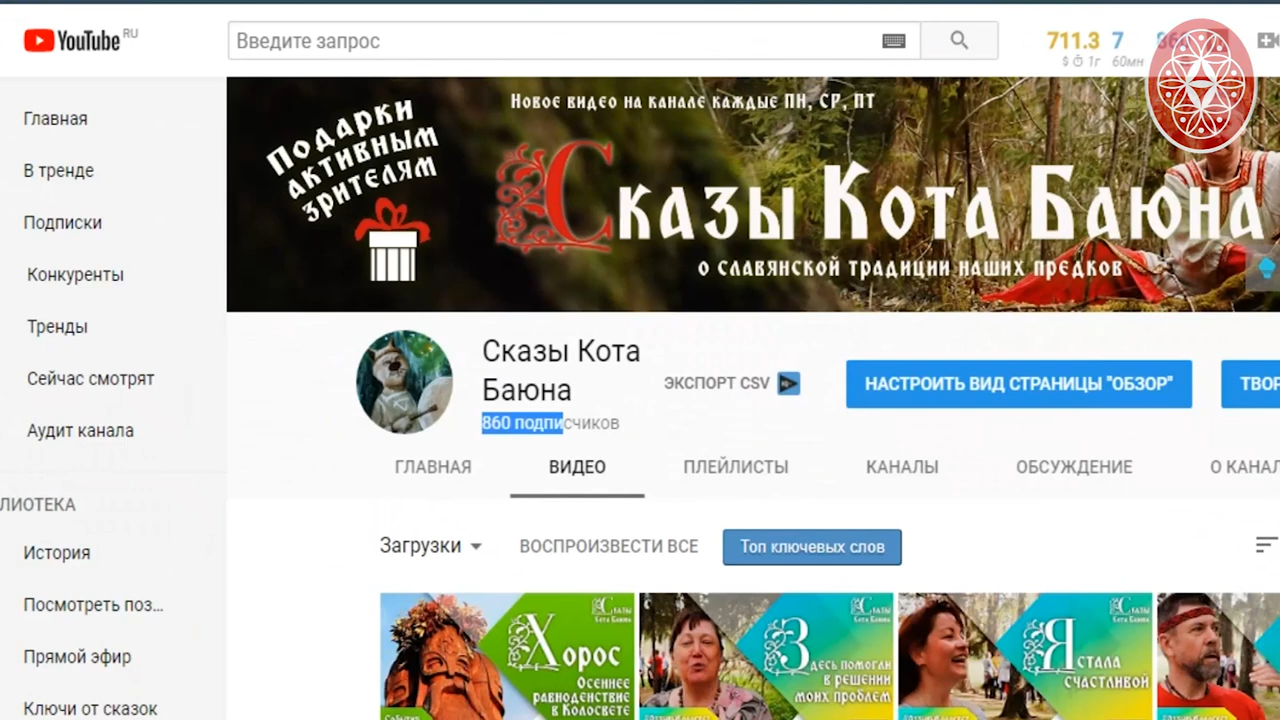 YouTube RU
Введите запрос
711.3 7
$ 1г 60мн
Главная
В тренде
Подписки
Конкуренты
Тренды
Сейчас смотрят
Аудит канала
ЛИОТЕКА
История
Посмотреть поз...
Прямой эфир
Ключи от сказок
Подарки
активным
зрителям
Новое видео на канале каждые ПН, СР, ПТ
Сказы Кота Баюна
о славянской традиции наших предков
Сказы Кота
Баюна
860 подписчиков
ЭКСПОРТ CSV
НАСТРОИТЬ ВИД СТРАНИЦЫ "ОБЗОР"
ТВОР
ГЛАВНАЯ
ВИДЕО
ПЛЕЙЛИСТЫ
КАНАЛЫ
ОБСУЖДЕНИЕ
О КАНАЛ
Загрузки
ВОСПРОИЗВЕСТИ ВСЕ
Топ ключевых слов
Сказы
Кота Баюна
Хорос
Осеннее
равноденствие
в Колосвете
События
Сказы
Кота Баюна
Здесь помогли
в решении
моих проблем
Сказы
Кота Баюна
Я стала
счастливой